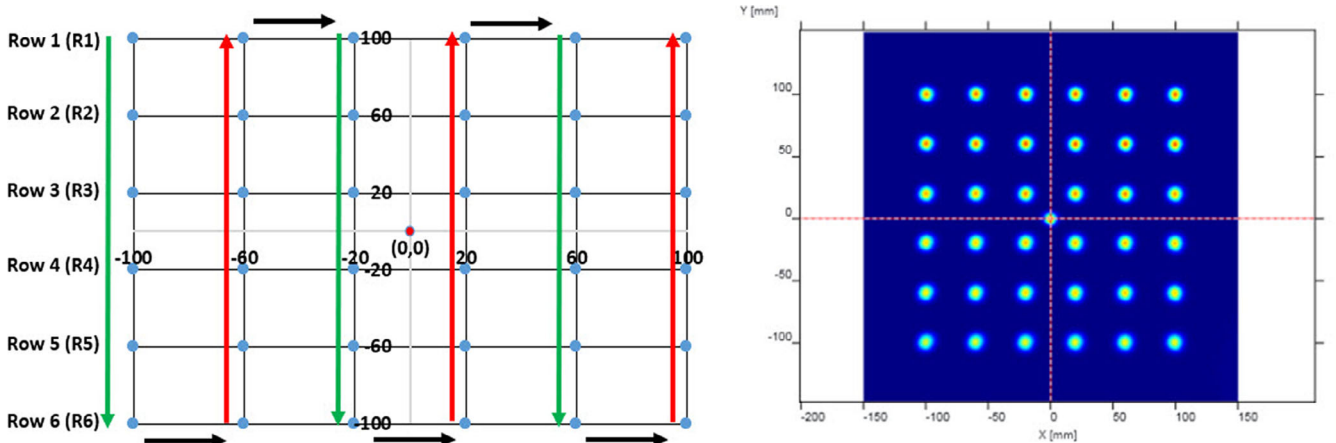 Row 1 (R1)
Row 2 (R2)
Row 3 (R3)
Row 4 (R4)
Row 5 (R5)
Row 6 (R6)
100
60
20
(0,0)
-100 -60 -20 20 60 100
-20
-60
-100
Y [mm]
100
50
0
-50
-100
-200 -150 -100 -50 0 50 100 150
X [mm]